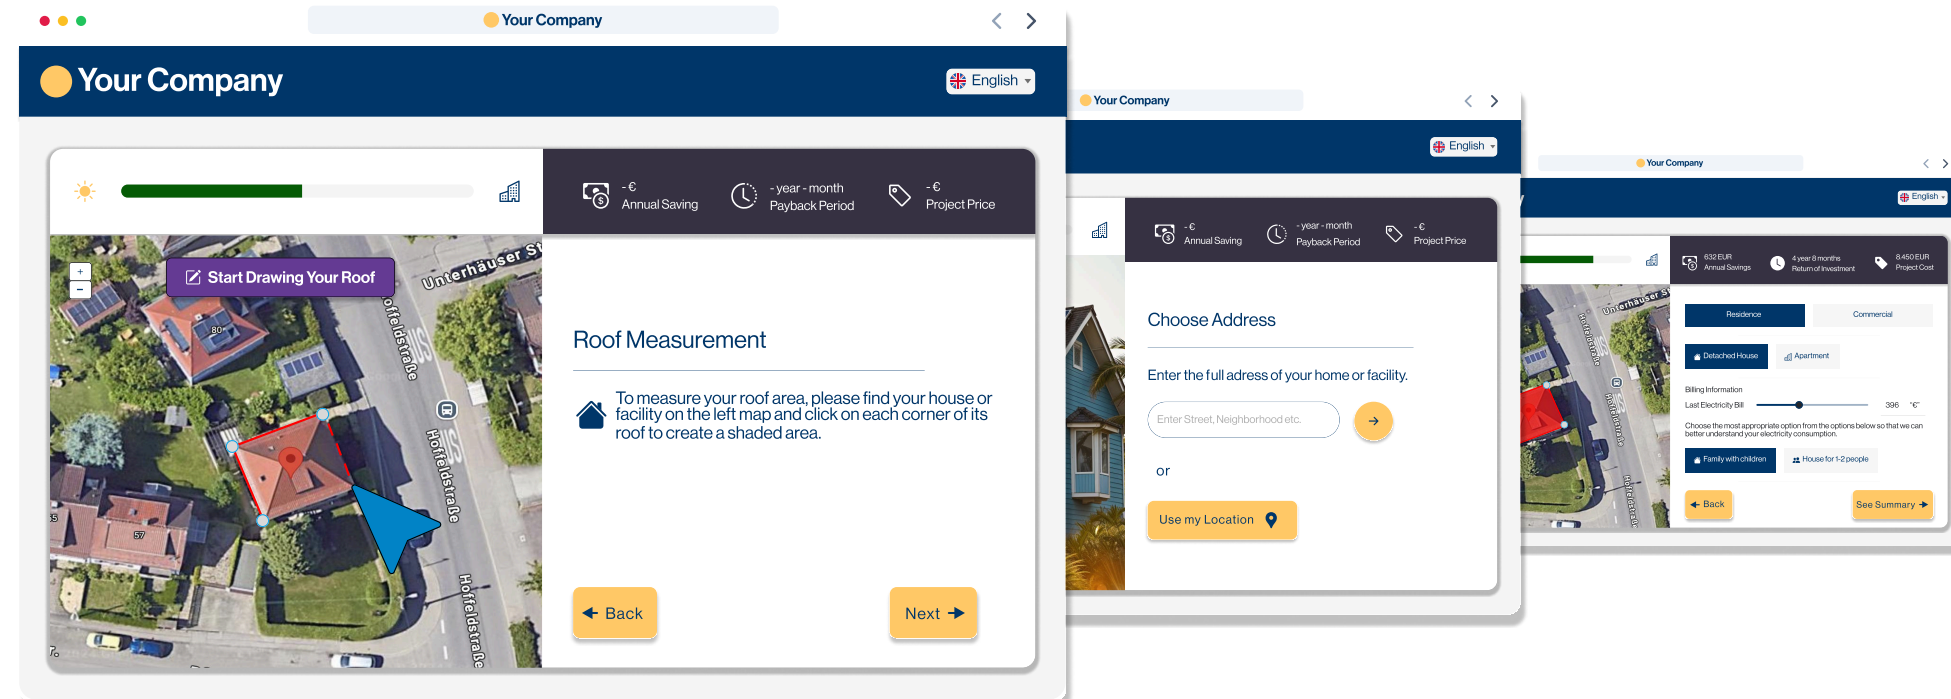 Your Company
Your Company
English
- €
Annual Saving
- year - month
Payback Period
- €
Project Price
+
−
Start Drawing Your Roof
Unterhäuser St
Hoffeldstraße
80
Hoffeldstraße
57
Hoffeldstraße
Roof Measurement
To measure your roof area, please find your house or
facility on the left map and click on each corner of its
roof to create a shaded area.
Back
Next
Your Company
English
- €
Annual Saving
- year - month
Payback Period
- €
Project Price
Choose Address
Enter the full adress of your home or facility.
Enter Street, Neighborhood etc.
or
Use my Location
Your Company
English
632 EUR
Annual Savings
4 year 8 months
Return of Investment
8.450 EUR
Project Cost
Unterhäuser St
Hoffeldstraße
Hoffeldstraße
Hoffeldstraße
Residence
Commercial
Detached House
Apartment
Billing Information
Last Electricity Bill
396
"€"
Choose the most appropriate option from the options below so that we can
better understand your electricity consumption.
Family with children
House for 1-2 people
Back
See Summary